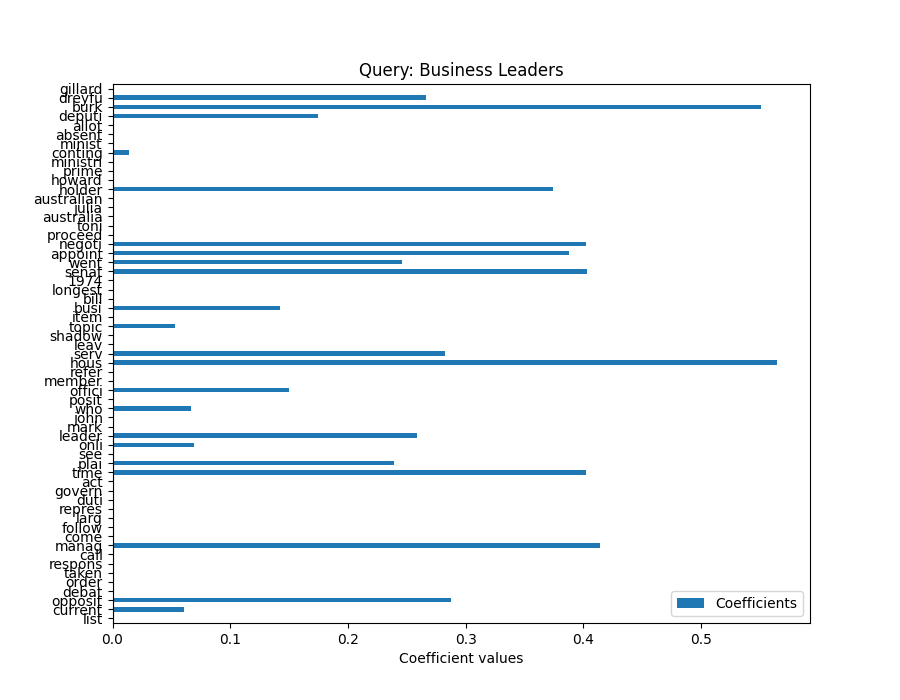 Query: Business Leaders
gillard
dreyfu
burk
deputi
allot
absent
minist
conting
ministri
prime
howard
holder
australian
julia
australia
toni
proceed
negoti
appoint
went
senat
1974
longest
bill
busi
item
topic
shadow
leav
serv
hous
refer
member
offici
posit
who
john
mark
leader
onli
see
plai
time
act
govern
duti
repres
larg
follow
come
manag
call
respons
taken
order
debat
opposit
current
list
Coefficients
0.0 0.1 0.2 0.3 0.4 0.5
Coefficient values